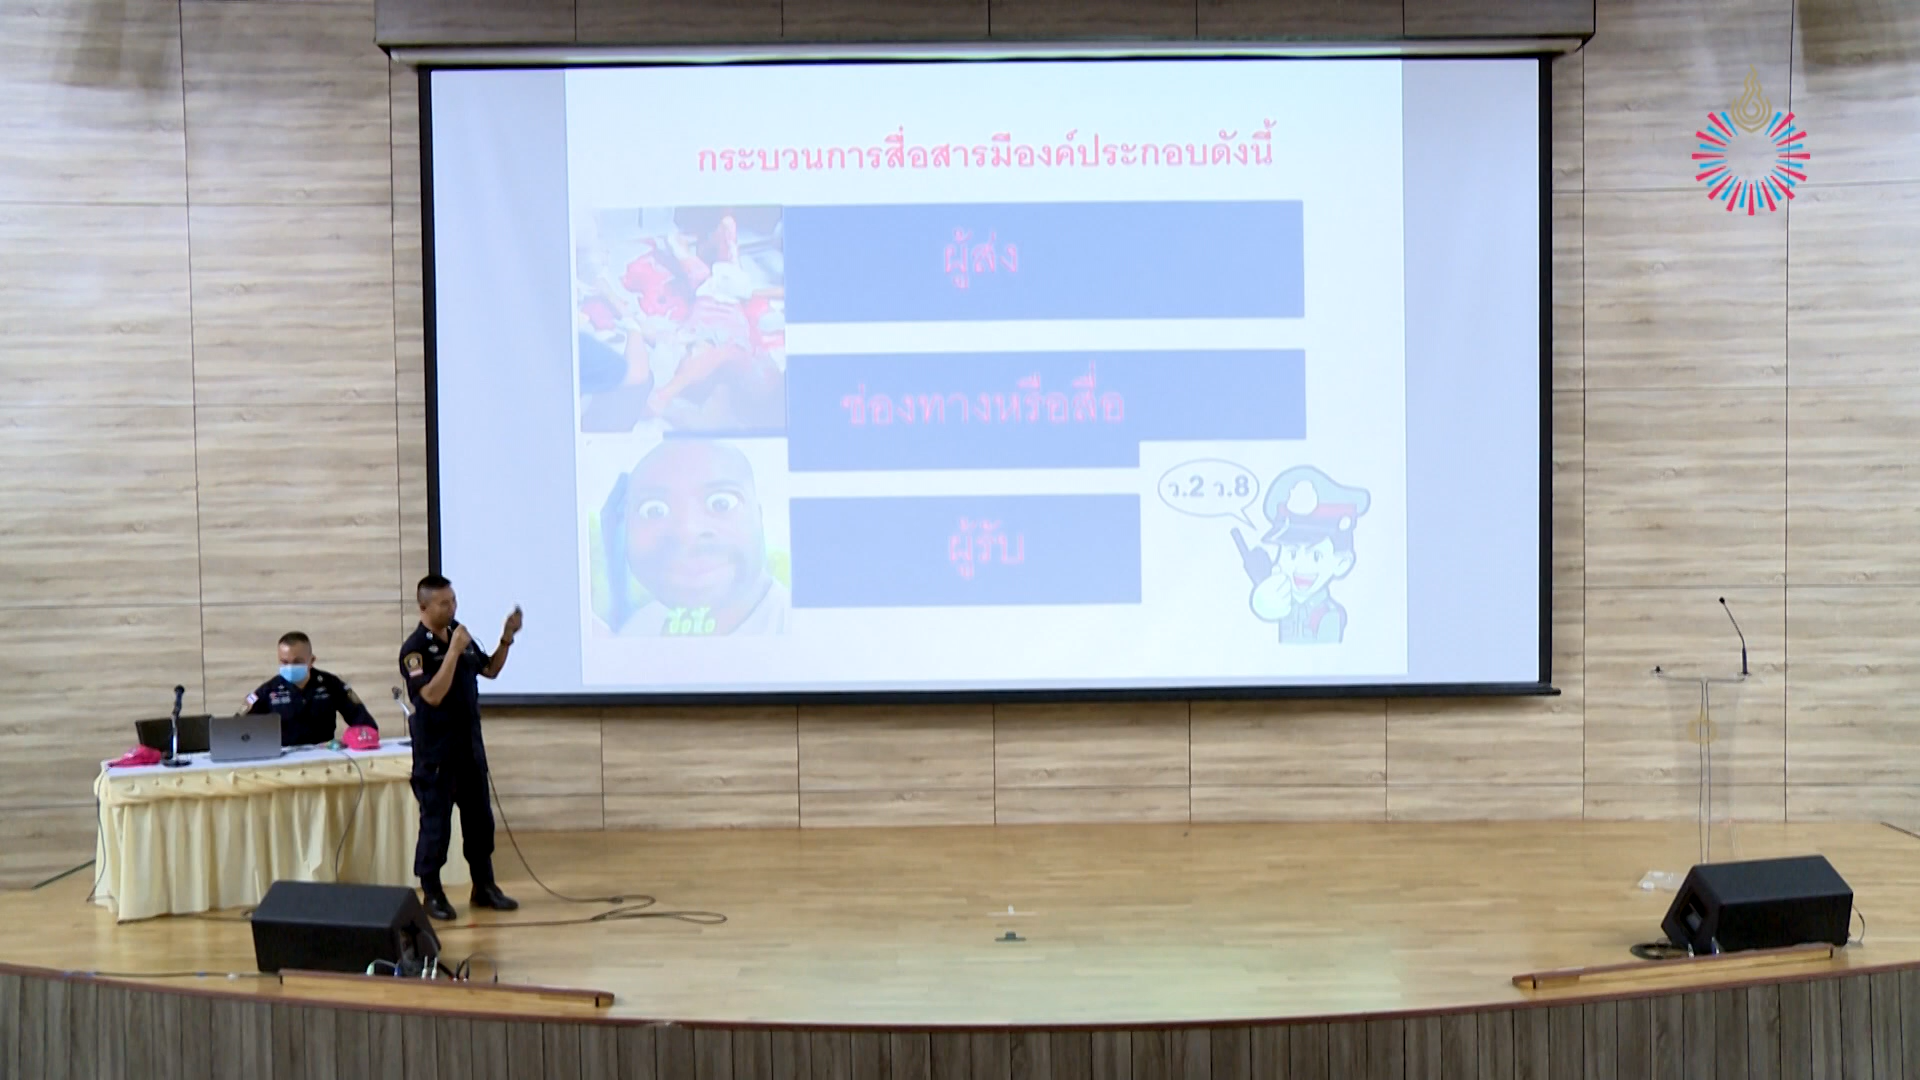 กระบวนการสื่อสารมีองค์ประกอบดังนี้
ผู้ส่ง
ช่องทางหรือสื่อ
ว.2 ว.8
ผู้รับ